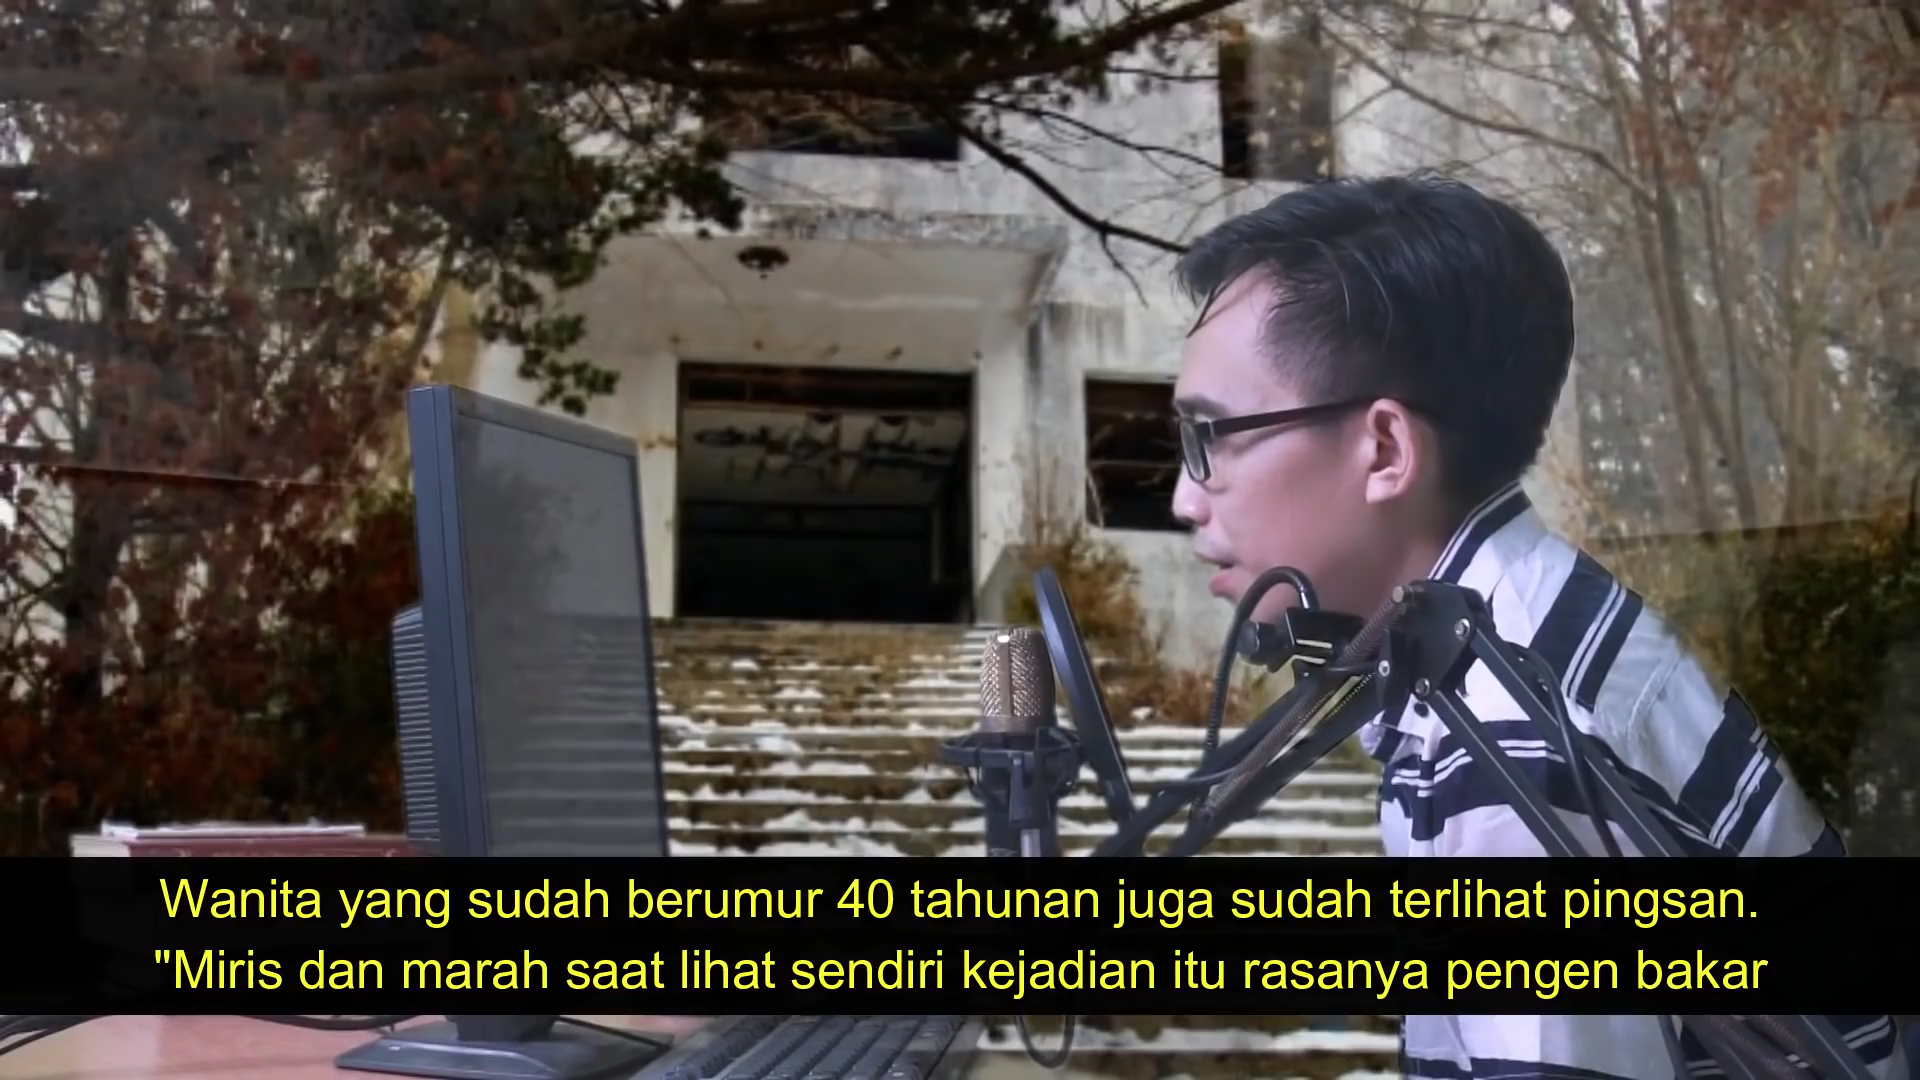 Wanita yang sudah berumur 40 tahunan juga sudah terlihat pingsan.
"Miris dan marah saat lihat sendiri kejadian itu rasanya pengen bakar